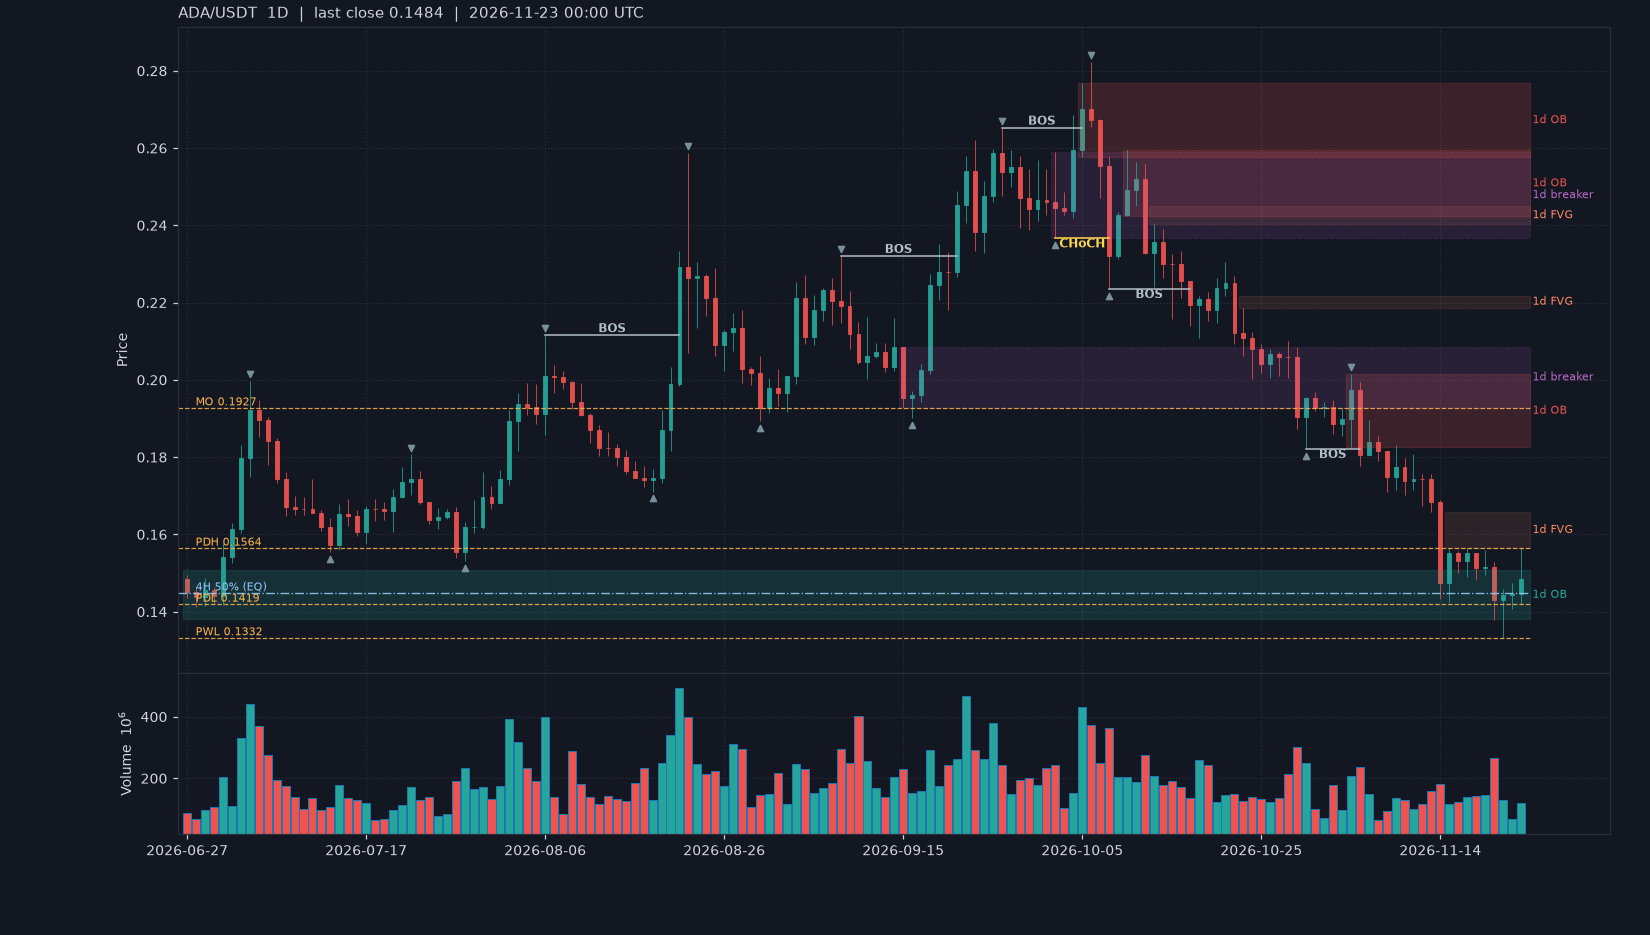 ADA/USDT  1D  |  last close 0.1484  |  2026-11-23 00:00 UTC
0.28
0.26
0.24
0.22
0.20
0.18
0.16
0.14
Price
BOS
BOS
BOS
CHoCH
BOS
BOS
1d OB
1d OB
1d breaker
1d FVG
1d FVG
1d breaker
1d OB
1d FVG
1d OB
MO 0.1927
PDH 0.1564
4H 50% (EQ)
PDL 0.1419
PWL 0.1332
400
200
Volume 10⁶
2026-06-27
2026-07-17
2026-08-06
2026-08-26
2026-09-15
2026-10-05
2026-10-25
2026-11-14